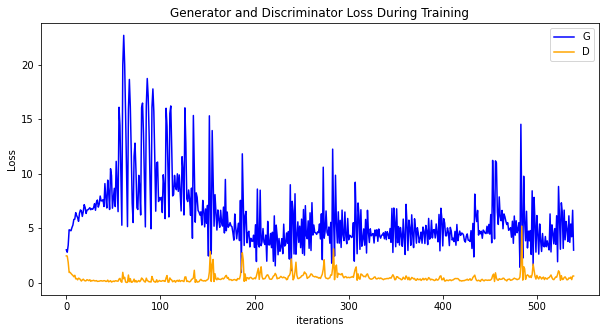 Generator and Discriminator Loss During Training
G
D
Loss
20
15
10
5
0
0
100
200
300
400
500
iterations